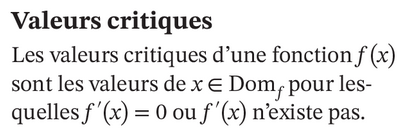 Valeurs critiques
Les valeurs critiques d’une fonction f (x)
sont les valeurs de x ∈ Dom_f pour les-
quelles f ′(x) = 0 ou f ′(x) n’existe pas.